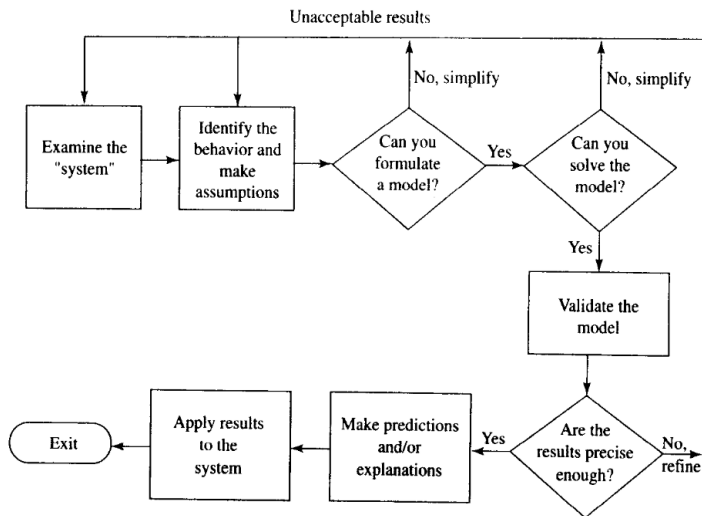 Unacceptable results
No, simplify
No, simplify
Examine the
"system"
Identify the
behavior and
make
assumptions
Can you
formulate
a model?
Yes
Can you
solve the
model?
Yes
Validate the
model
Exit
Apply results
to the
system
Make predictions
and/or
explanations
Yes
Are the
results precise
enough?
No,
refine